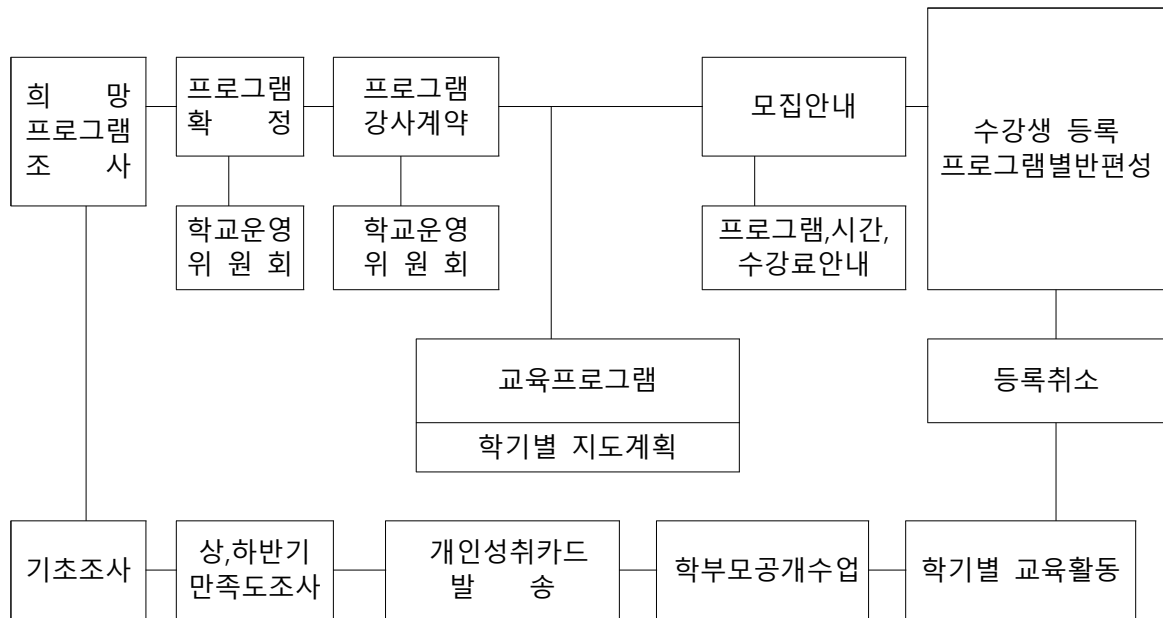 희 망
프로그램
조 사
프로그램
확 정
프로그램
강사계약
모집안내
수강생 등록
프로그램별반편성
학교운영
위 원 회
학교운영
위 원 회
프로그램,시간,
수강료안내
교육프로그램
학기별 지도계획
등록취소
기초조사
상,하반기
만족도조사
개인성취카드
발 송
학부모공개수업
학기별 교육활동